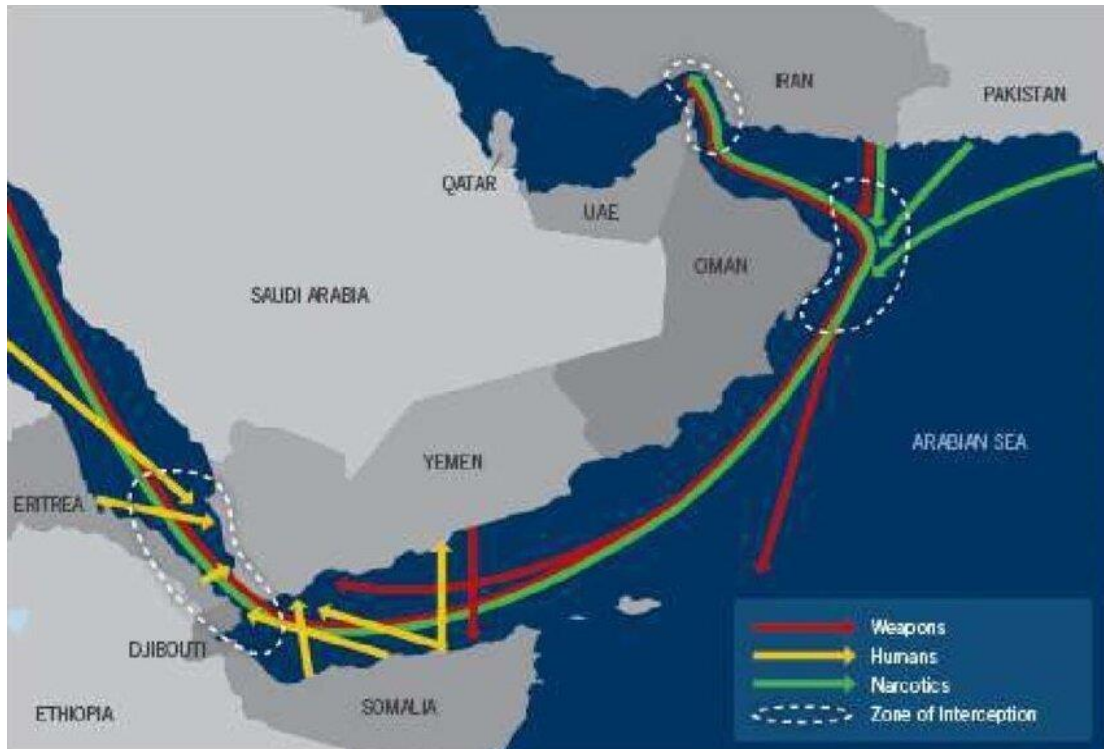 IRAN
PAKISTAN
QATAR
UAE
OMAN
SAUDI ARABIA
ARABIAN SEA
YEMEN
ERITREA
DJIBOUTI
SOMALIA
ETHIOPIA
Weapons
Humans
Narcotics
Zone of Interception